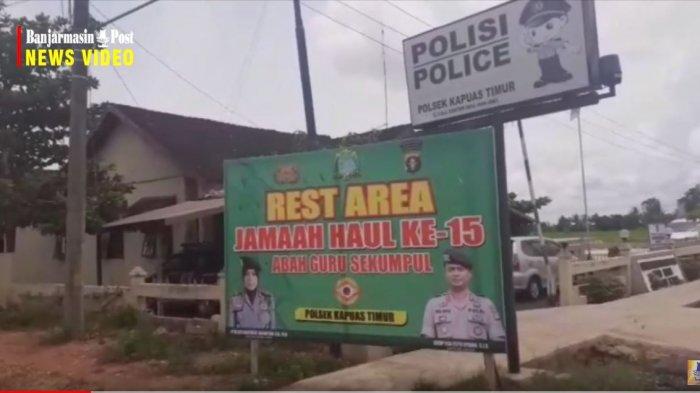 Banjarmasin Post
NEWS VIDEO
POLISI
POLICE
POLSEK KAPUAS TIMUR
REST AREA
JAMAAH HAUL KE-15
ABAH GURU SEKUMPUL
POLSEK KAPUAS TIMUR